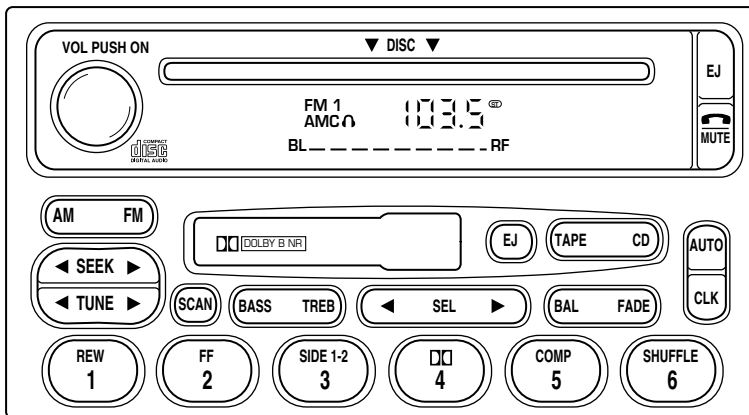 VOL PUSH ON
▼ DISC ▼
EJ
FM 1
AMC
103.5
ST
MUTE
COMPACT
disc
DIGITAL AUDIO
BL
RF
AM FM
DOLBY B NR
EJ
TAPE CD
AUTO
CLK
◄ SEEK ►
◄ TUNE ►
SCAN
BASS TREB
◄ SEL ►
BAL FADE
REW
1
FF
2
SIDE 1-2
3
4
COMP
5
SHUFFLE
6